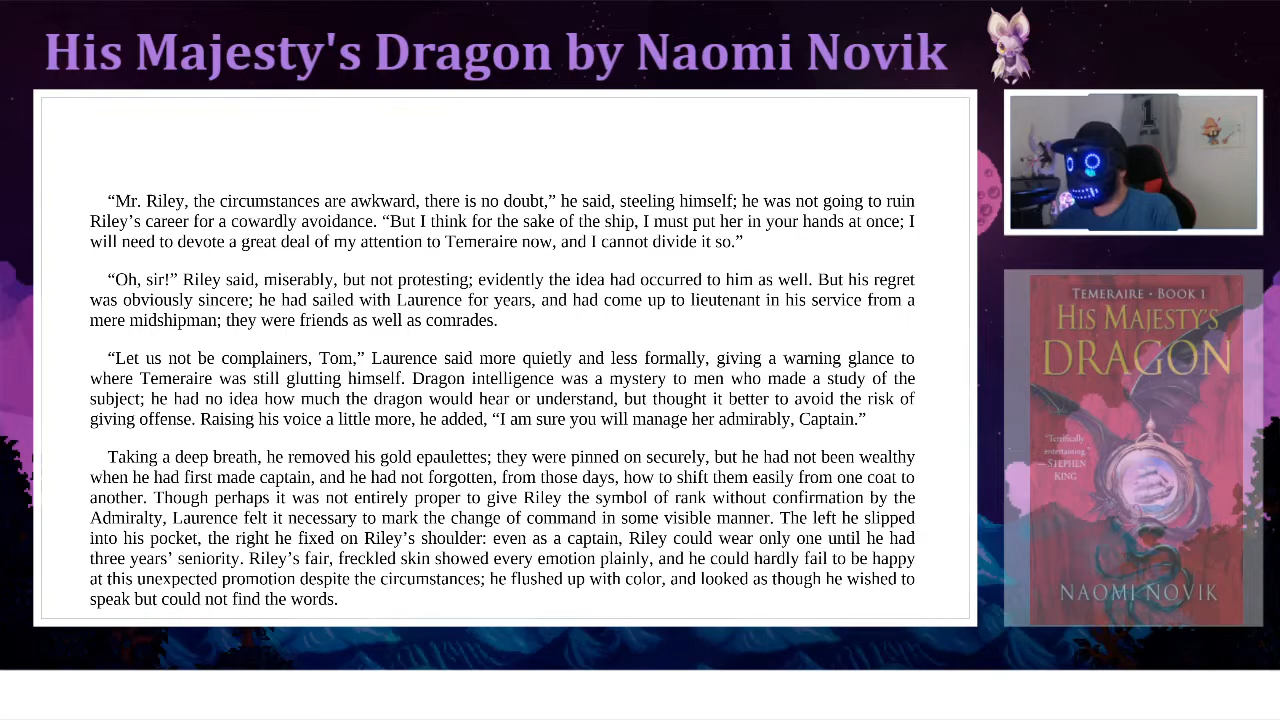 His Majesty's Dragon by Naomi Novik
“Mr. Riley, the circumstences are awkward, there is no doubt,” he said, steeling himself; he was not going to ruin
Riley’s career for a cowardly avoidance. “But I think for the sake of the ship, I must put her in your hands at once; I
will need to devote a great deal of my attention to Temeraire now, and I cannot divide it so.”
“Oh, sir!” Riley said, miserably, but not protesting; evidently the idea had occurred to him as well. But his regret
was obviously sincere; he had sailed with Laurence for years, and had come up to lieutenant in his service from a
mere midshipman; they were friends as well as comrades.
“Let us not be complainers, Tom,” Laurence said more quietly and less formally, giving a warning glance to
where Temeraire was still glutting himself. Dragon intelligence was a mystery to men who made a study of the
subject; he had no idea how much the dragon would hear or understand, but thought it better to avoid the risk of
giving offense. Raising his voice a little more, he added, “I am sure you will manage her admirably, Captain.”
Taking a deep breath, he removed his gold epaulettes; they were pinned on securely, but he had not been wealthy
when he had first made captain, and he had not forgotten, from those days, how to shift them easily from one coat to
another. Though perhaps it was not entirely proper to give Riley the symbol of rank without confirmation by the
Admiralty, Laurence felt it necessary to mark the change of command in some visible manner. The left he slipped
into his pocket, the right he fixed on Riley’s shoulder: even as a captain, Riley could wear only one until he had
three years’ seniority. Riley’s fair, freckled skin showed every emotion plainly, and he could hardly fail to be happy
at this unexpected promotion despite the circumstances; he flushed up with color, and looked as though he wished to
speak but could not find the words.
1
TEMERAIRE • BOOK 1
HIS MAJESTY'S
DRAGON
"Terrifically
entertaining."
—STEPHEN
KING
NAOMI NOVIK